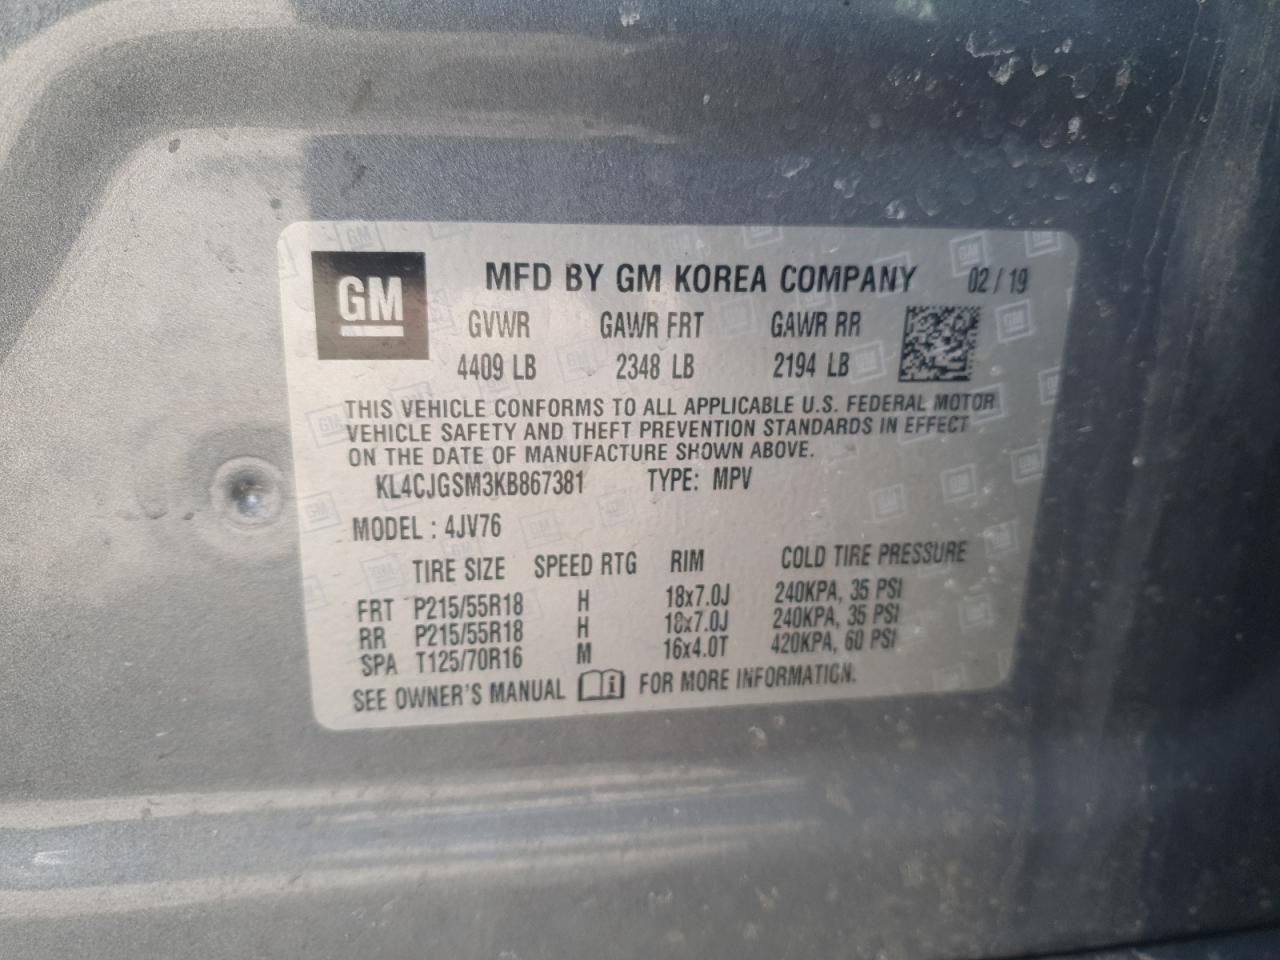 GM
MFD BY GM KOREA COMPANY 02 / 19
GVWR GAWR FRT GAWR RR
4409 LB 2348 LB 2194 LB
THIS VEHICLE CONFORMS TO ALL APPLICABLE U.S. FEDERAL MOTOR
VEHICLE SAFETY AND THEFT PREVENTION STANDARDS IN EFFECT
ON THE DATE OF MANUFACTURE SHOWN ABOVE.
KL4CJGSM3KB867381 TYPE: MPV
MODEL : 4JV76
TIRE SIZE SPEED RTG RIM COLD TIRE PRESSURE
FRT P215/55R18 H 18x7.0J 240KPA, 35 PSI
RR P215/55R18 H 18x7.0J 240KPA, 35 PSI
SPA T125/70R16 M 16x4.0T 420KPA, 60 PSI
SEE OWNER'S MANUAL i FOR MORE INFORMATION.